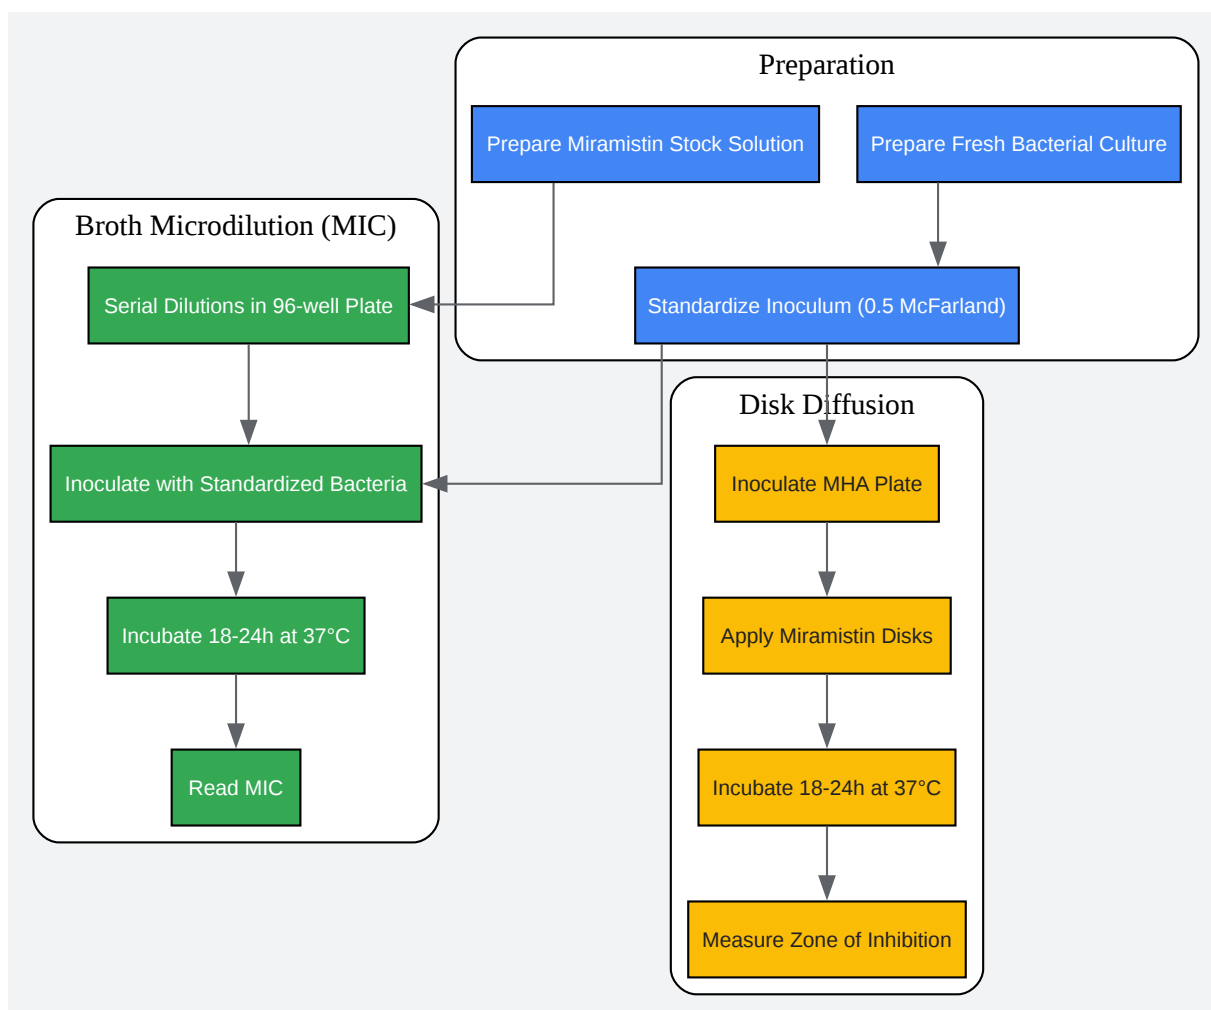 Preparation
Prepare Miramistin Stock Solution
Prepare Fresh Bacterial Culture
Standardize Inoculum (0.5 McFarland)
Broth Microdilution (MIC)
Serial Dilutions in 96-well Plate
Inoculate with Standardized Bacteria
Incubate 18-24h at 37°C
Read MIC
Disk Diffusion
Inoculate MHA Plate
Apply Miramistin Disks
Incubate 18-24h at 37°C
Measure Zone of Inhibition